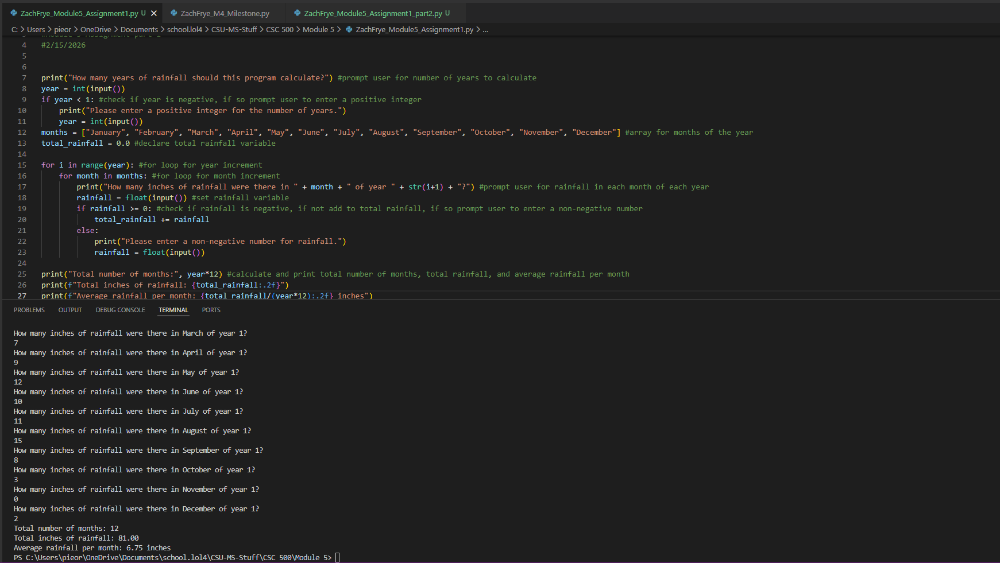 ZachFrye_Module5_Assignment1.py U ZachFrye_M4_Milestone.py ZachFrye_Module5_Assignment1_part2.py U
C: > Users > pieor > OneDrive > Documents > school.lol4 > CSU-MS-Stuff > CSC 500 > Module 5 > ZachFrye_Module5_Assignment1.py > ...
3 #Module 5 Assignment part 1
4 #2/15/2026
5
6
7 print("How many years of rainfall should this program calculate?") #prompt user for number of years to calculate
8 year = int(input())
9 if year < 1: #check if year is negative, if so prompt user to enter a positive integer
10 print("Please enter a positive integer for the number of years.")
11 year = int(input())
12 months = ["January", "February", "March", "April", "May", "June", "July", "August", "September", "October", "November", "December"] #array for months of the year
13 total_rainfall = 0.0 #declare total rainfall variable
14
15 for i in range(year): #for loop for year increment
16 for month in months: #for loop for month increment
17 print("How many inches of rainfall were there in " + month + " of year " + str(i+1) + "?") #prompt user for rainfall in each month of each year
18 rainfall = float(input()) #set rainfall variable
19 if rainfall >= 0: #check if rainfall is negative, if not add to total rainfall, if so prompt user to enter a non-negative number
20 total_rainfall += rainfall
21 else:
22 print("Please enter a non-negative number for rainfall.")
23 rainfall = float(input())
24
25 print("Total number of months:", year*12) #calculate and print total number of months, total rainfall, and average rainfall per month
26 print(f"Total inches of rainfall: {total_rainfall:.2f}")
27 print(f"Average rainfall per month: {total_rainfall/(year*12):.2f} inches")
PROBLEMS OUTPUT DEBUG CONSOLE TERMINAL PORTS
How many inches of rainfall were there in March of year 1?
7
How many inches of rainfall were there in April of year 1?
9
How many inches of rainfall were there in May of year 1?
12
How many inches of rainfall were there in June of year 1?
10
How many inches of rainfall were there in July of year 1?
11
How many inches of rainfall were there in August of year 1?
15
How many inches of rainfall were there in September of year 1?
8
How many inches of rainfall were there in October of year 1?
3
How many inches of rainfall were there in November of year 1?
0
How many inches of rainfall were there in December of year 1?
2
Total number of months: 12
Total inches of rainfall: 81.00
Average rainfall per month: 6.75 inches
PS C:\Users\pieor\OneDrive\Documents\school.lol4\CSU-MS-Stuff\CSC 500\Module 5>